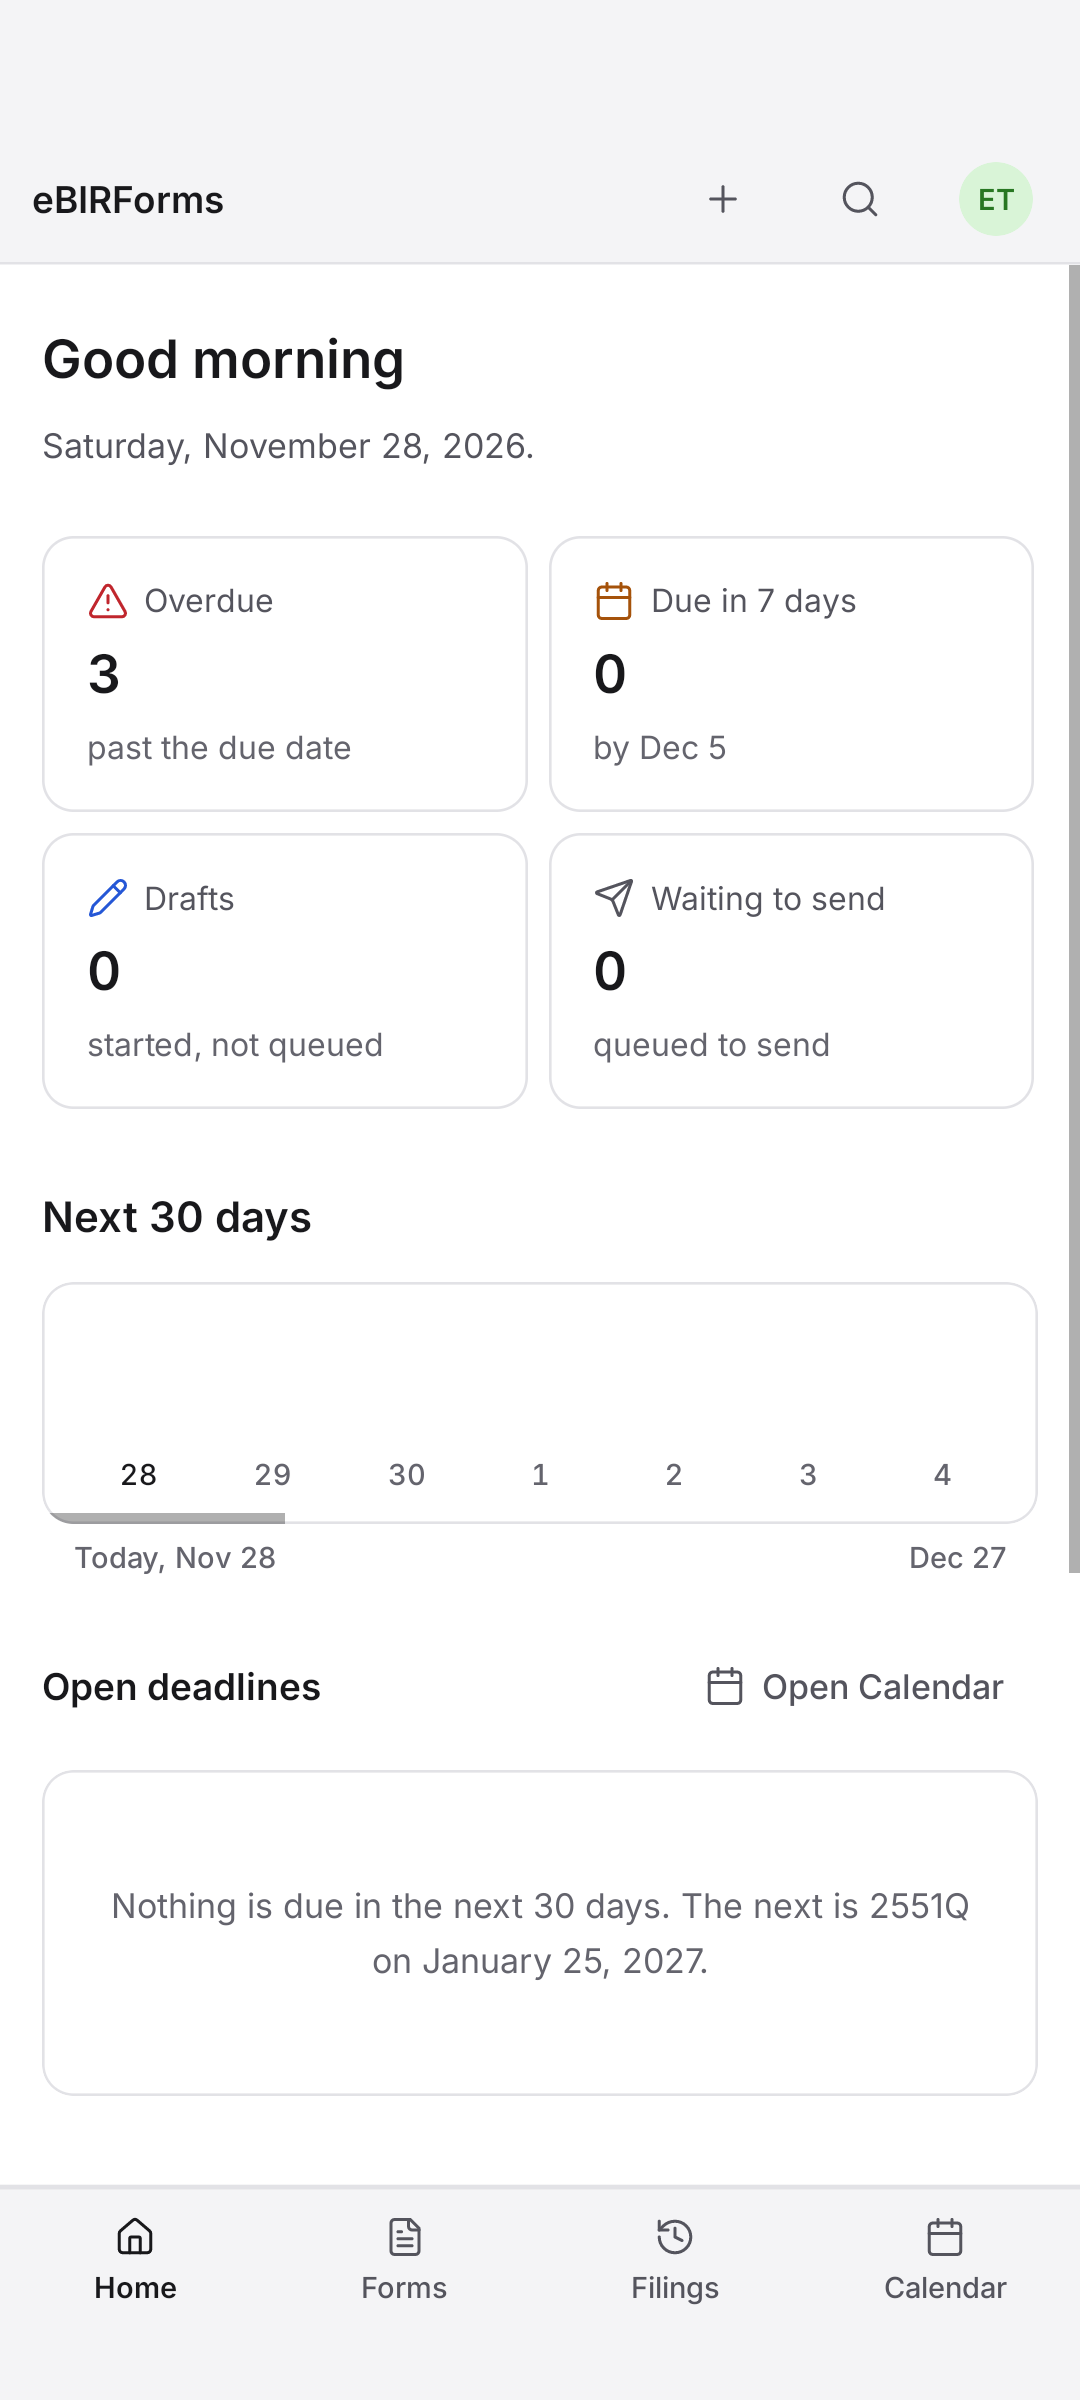 eBIRForms
ET
Good morning
Saturday, November 28, 2026.
Overdue
3
past the due date
Due in 7 days
0
by Dec 5
Drafts
0
started, not queued
Waiting to send
0
queued to send
Next 30 days
28 29 30 1 2 3 4
Today, Nov 28 Dec 27
Open deadlines
Open Calendar
Nothing is due in the next 30 days. The next is 2551Q
on January 25, 2027.
Home Forms Filings Calendar